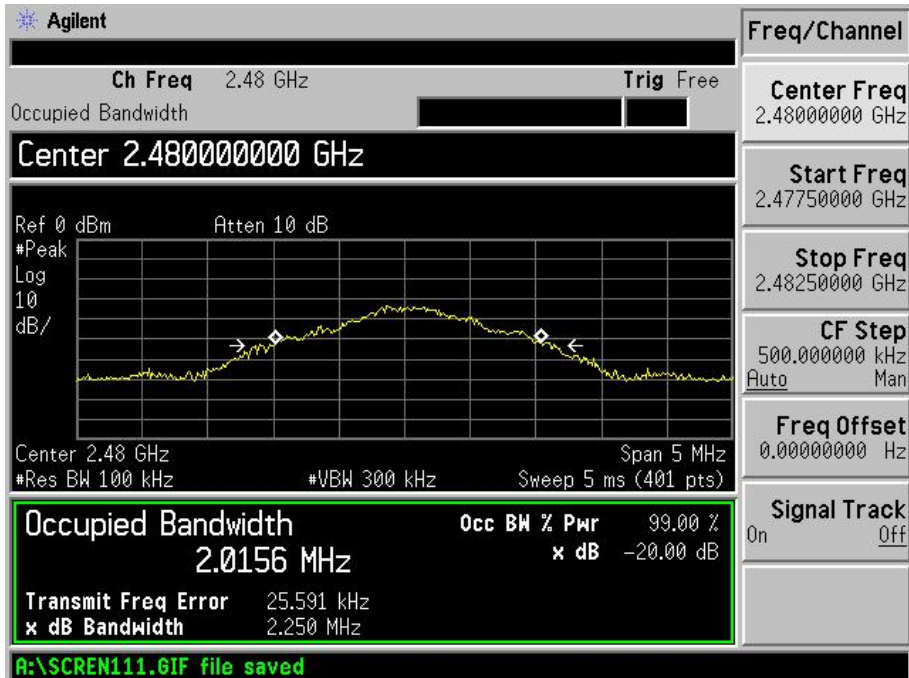 Agilent
Freq/Channel
Ch Freq 2.48 GHz Trig Free
Occupied Bandwidth
Center 2.480000000 GHz
Ref 0 dBm Atten 10 dB
#Peak
Log
10
dB/
Center 2.48 GHz Span 5 MHz
#Res BW 100 kHz #VBW 300 kHz Sweep 5 ms (401 pts)
Occupied Bandwidth
2.0156 MHz
Occ BW % Pwr 99.00 %
x dB -20.00 dB
Transmit Freq Error 25.591 kHz
x dB Bandwidth 2.250 MHz
A:\SCREN111.GIF file saved
Center Freq
2.48000000 GHz
Start Freq
2.47750000 GHz
Stop Freq
2.48250000 GHz
CF Step
500.000000 kHz
Auto Man
Freq Offset
0.00000000 Hz
Signal Track
On Off